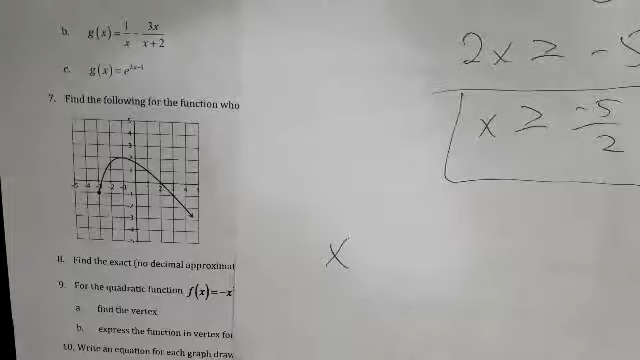 b. g(x) = 1/x - 3x/(x+2)
c. g(x) = e^(2x-1)
7. Find the following for the function who
8. Find the exact (no decimal approximat
9. For the quadratic function f(x)=-x
a. find the vertex
b. express the function in vertex for
10. Write an equation for each graph draw
2x ≥ -5
x ≥ -5/2
x